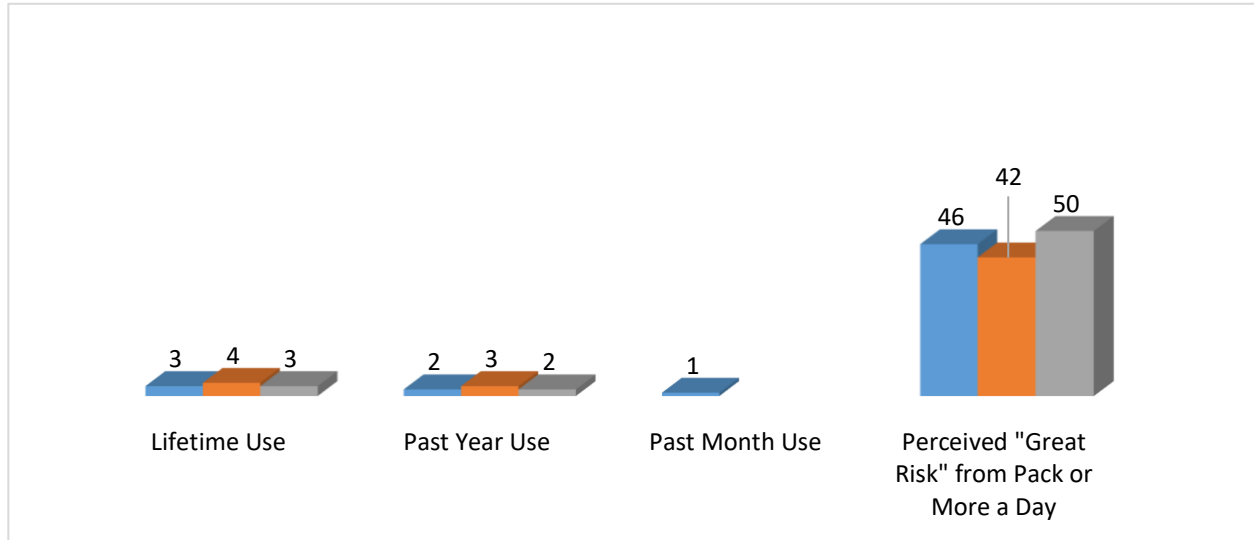 42
46
50
3
4
3
2
3
2
1
Lifetime Use
Past Year Use
Past Month Use
Perceived "Great
Risk" from Pack or
More a Day